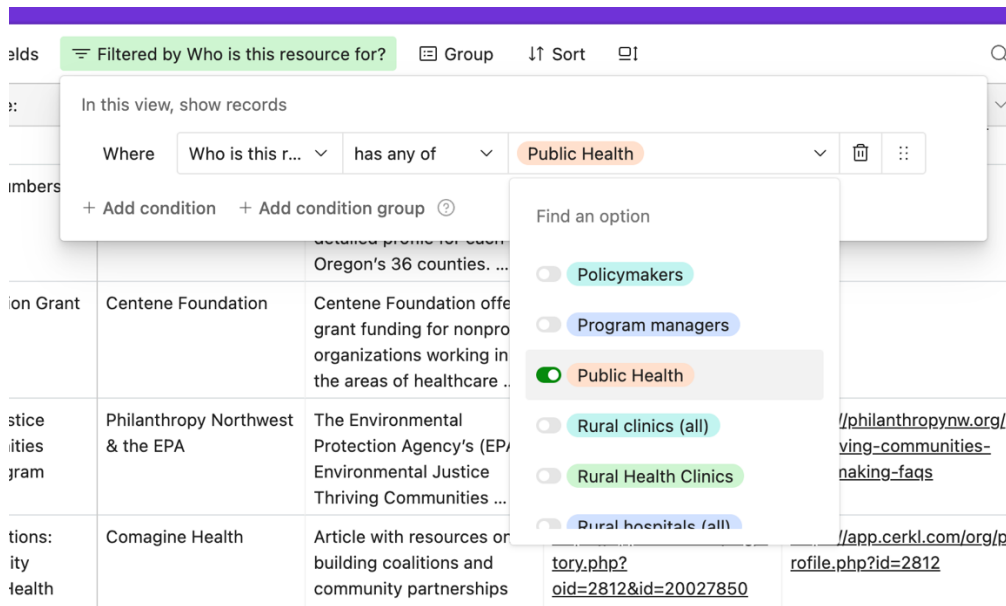 elds Filtered by Who is this resource for? Group Sort
In this view, show records
Where Who is this r... has any of Public Health
+ Add condition + Add condition group ?
Find an option
Policymakers
Program managers
Public Health
Rural clinics (all)
Rural Health Clinics
Rural hospitals (all)
e:
umbers
detailed profile for each
Oregon's 36 counties. ...
ion Grant
Centene Foundation
Centene Foundation offe
grant funding for nonpro
organizations working in
the areas of healthcare ..
stice
ities
gram
Philanthropy Northwest
& the EPA
The Environmental
Protection Agency's (EPA
Environmental Justice
Thriving Communities ...
//philanthropynw.org/
ving-communities-
making-faqs
tions:
ity
Health
Comagine Health
Article with resources on
building coalitions and
community partnerships
tory.php?
oid=2812&id=20027850
//app.cerkl.com/org/p
rofile.php?id=2812